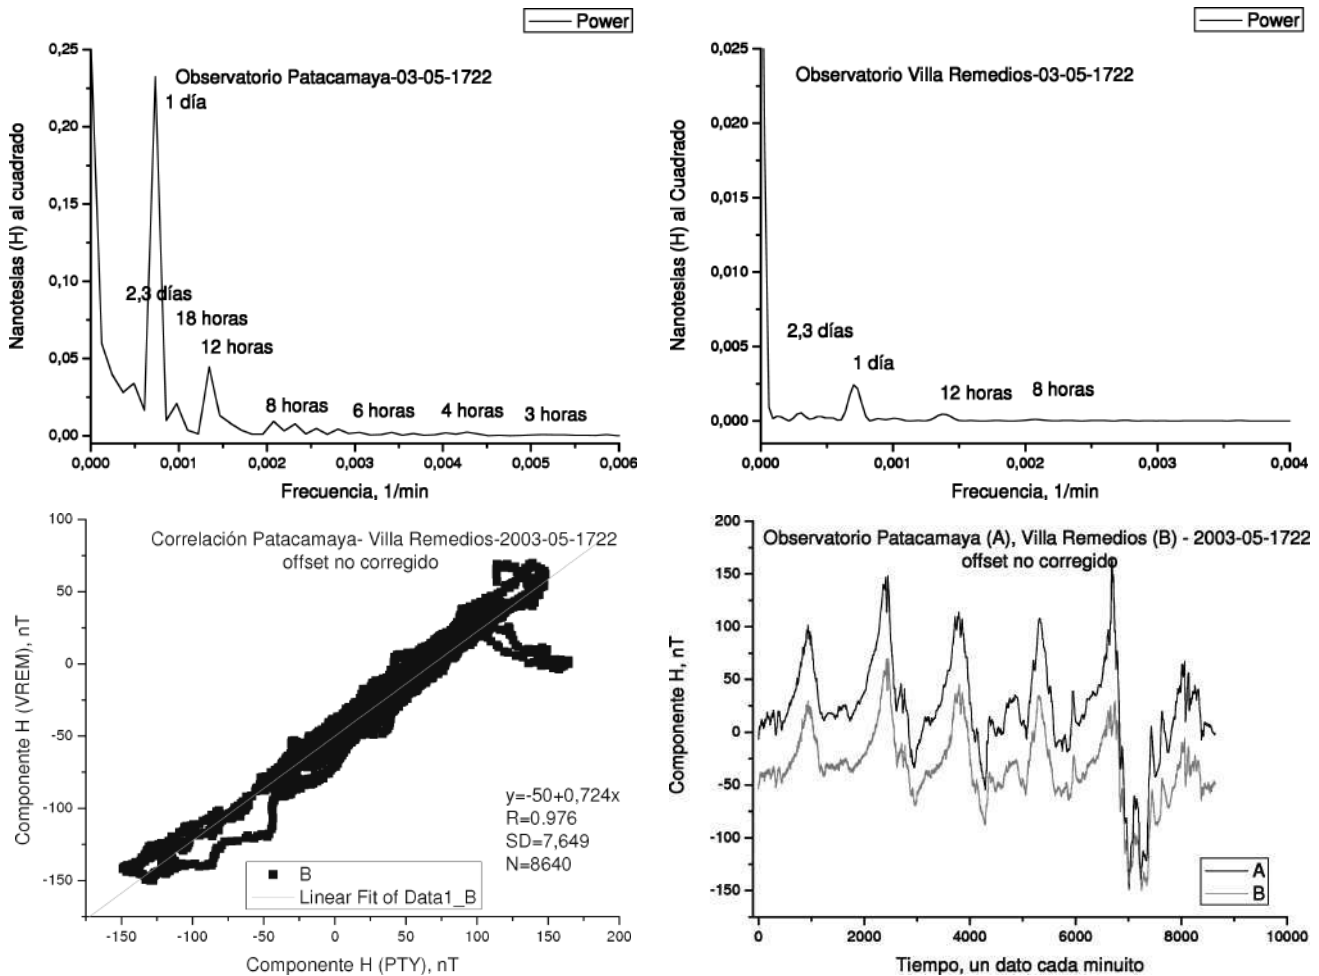 Power
0,25
Observatorio Patacamaya-03-05-1722
1 día
0,20
0,15
0,10
2,3 días
18 horas
12 horas
0,05
8 horas
6 horas
4 horas
3 horas
0,00
0,000 0,001 0,002 0,003 0,004 0,005 0,006
Frecuencia, 1/min
Nanoteslas (H) al cuadrado
Power
0,025
Observatorio Villa Remedios-03-05-1722
0,020
0,015
0,010
0,005
2,3 días
1 día
12 horas
8 horas
0,000
0,000 0,001 0,002 0,003 0,004
Frecuencia, 1/min
Nanoteslas (H) al Cuadrado
100
Correlación Patacamaya- Villa Remedios-2003-05-1722
offset no corregido
50
0
-50
-100
-150
y=-50+0,724x
R=0.976
SD=7,649
N=8640
B
Linear Fit of Data1_B
-150 -100 -50 0 50 100 150 200
Componente H (PTY), nT
Componente H (VREM), nT
200
Observatorio Patacamaya (A), Villa Remedios (B) - 2003-05-1722
offset no corregido
150
100
50
0
-50
-100
-150
A
B
0 2000 4000 6000 8000 10000
Tiempo, un dato cada minuito
Componente H, nT